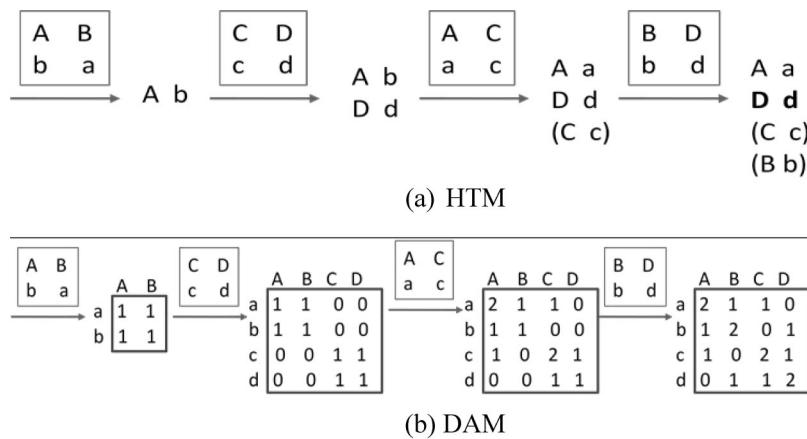 A B
b a
A b
C D
c d
A b
D d
A C
a c
A a
D d
(C c)
B D
b d
A a
D d
(C c)
(B b)
(a) HTM
A B
b a
A B
a 1 1
b 1 1
C D
c d
A B C D
a 1 1 0 0
b 1 1 0 0
c 0 0 1 1
d 0 0 1 1
A C
a c
A B C D
a 2 1 1 0
b 1 1 0 0
c 1 0 2 1
d 0 0 1 1
B D
b d
A B C D
a 2 1 1 0
b 1 2 0 1
c 1 0 2 1
d 0 1 1 2
(b) DAM